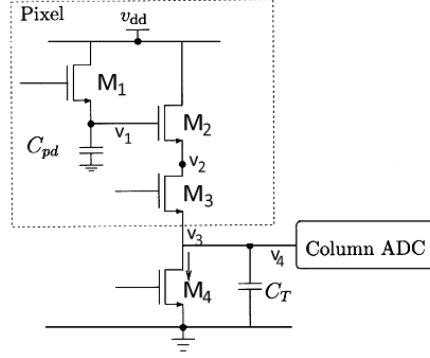 Pixel
v_dd
M_1
v_1
M_2
C_pd
v_2
M_3
v_3
v_4
Column ADC
M_4
C_T